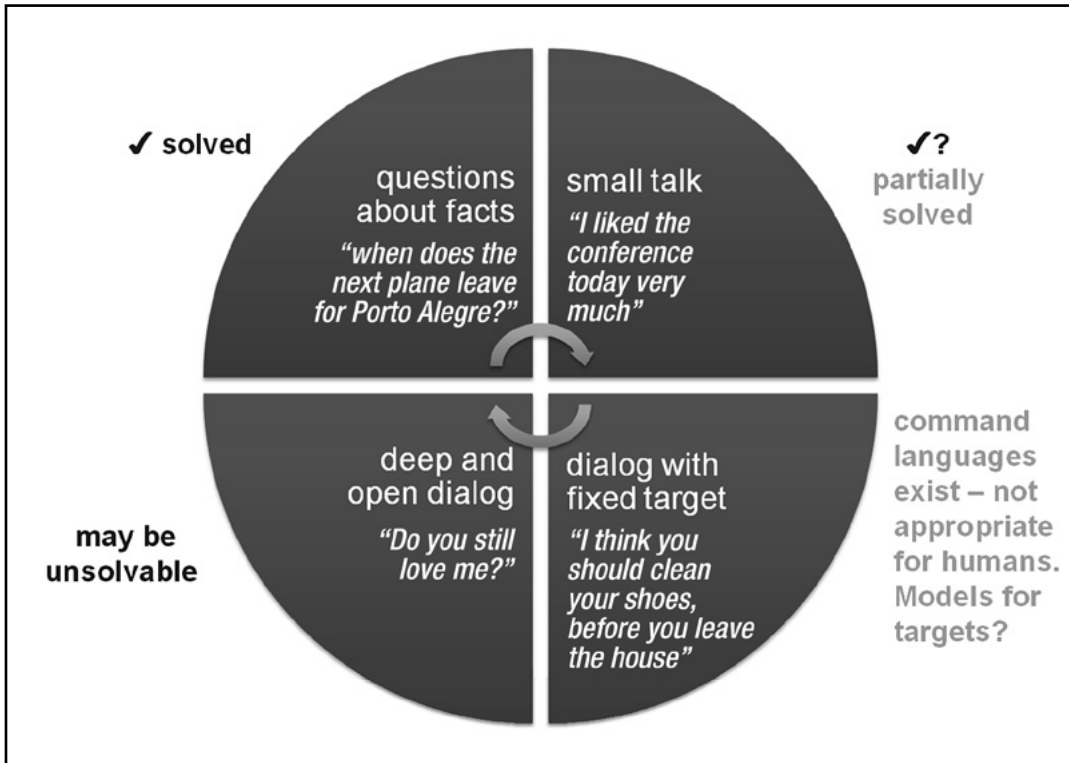 ✓ solved
questions
about facts
“when does the
next plane leave
for Porto Alegre?”
small talk
“I liked the
conference
today very
much”
✓?
partially
solved
may be
unsolvable
deep and
open dialog
“Do you still
love me?”
dialog with
fixed target
“I think you
should clean
your shoes,
before you leave
the house”
command
languages
exist – not
appropriate
for humans.
Models for
targets?